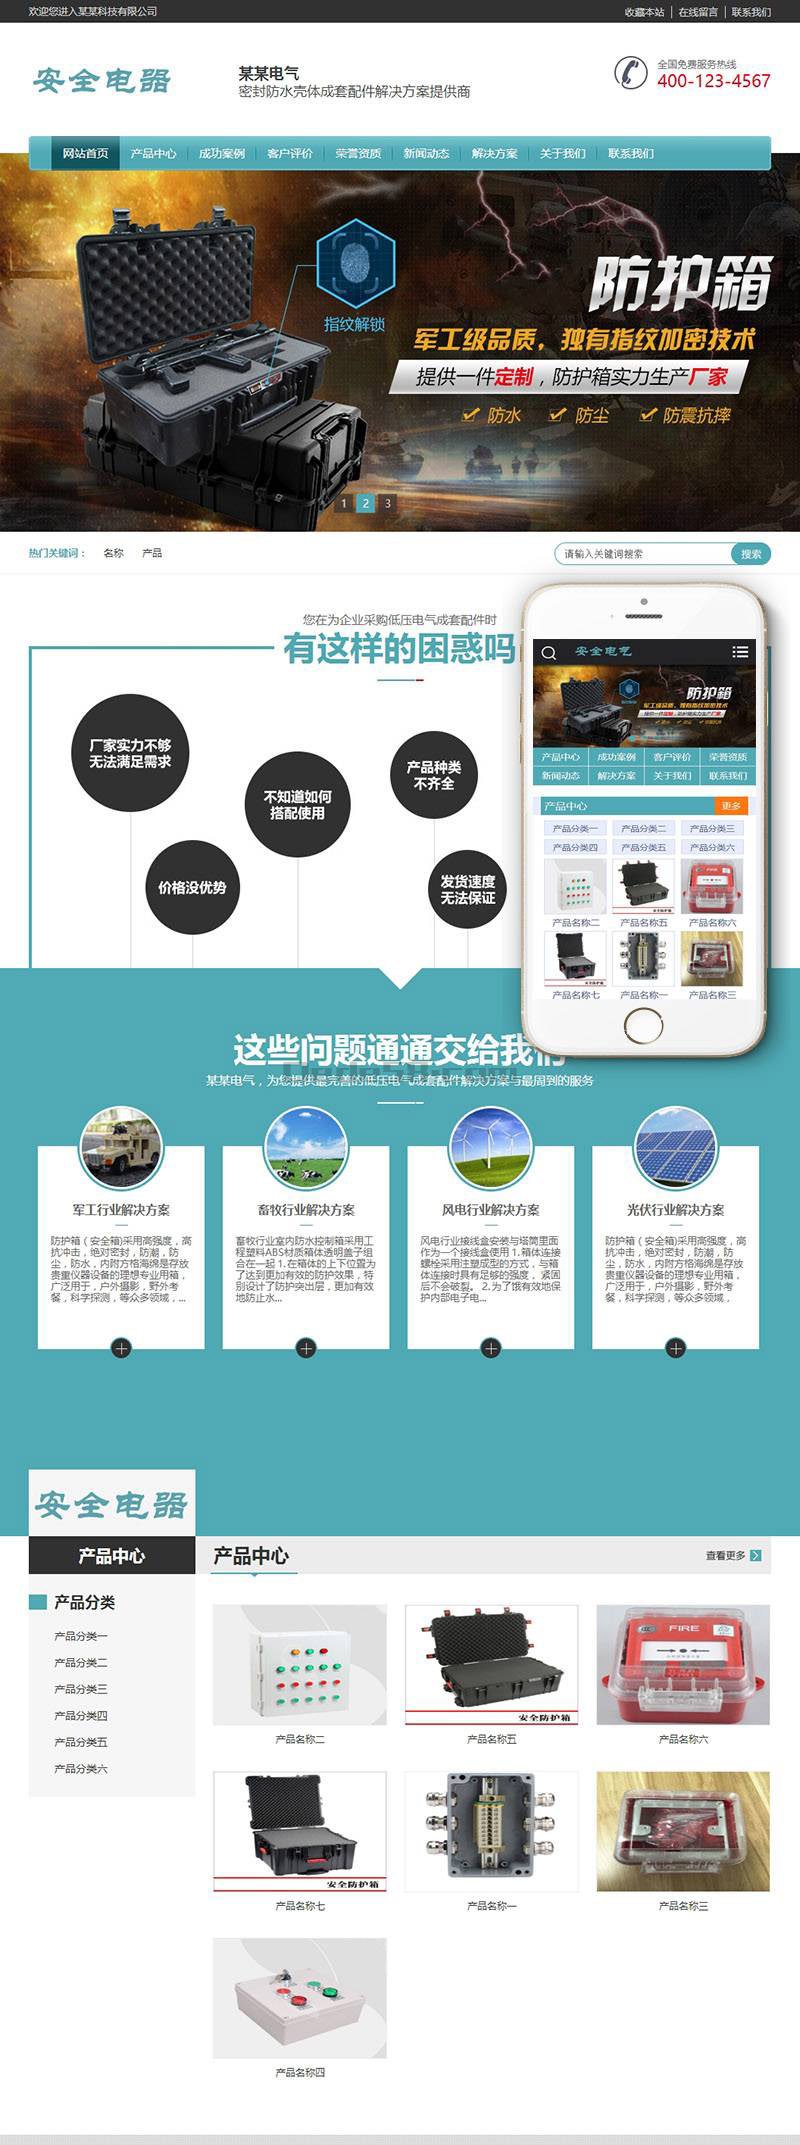 欢迎您进入某某科技有限公司
收藏本站 | 在线留言 | 联系我们
安全电器
某某电气
密封防水壳体成套配件解决方案提供商
全国免费服务热线
400-123-4567
网站首页 产品中心 成功案例 客户评价 荣誉资质 新闻动态 解决方案 关于我们 联系我们
指纹解锁
防护箱
军工级品质，独有指纹加密技术
提供一件定制，防护箱实力生产厂家
防水 防尘 防震抗摔
1 2 3
热门关键词： 名称 产品
请输入关键词搜索 搜索
您在为企业采购低压电气成套配件时
有这样的困惑吗
厂家实力不够
无法满足需求
不知道如何
搭配使用
产品种类
不齐全
价格没优势
发货速度
无法保证
安全电气
防护箱
军工级品质，独有指纹加密技术
提供一件定制，防护箱实力生产厂家
产品中心 成功案例 客户评价 荣誉资质
新闻动态 解决方案 关于我们 联系我们
产品中心 更多
产品分类一 产品分类二 产品分类三
产品分类四 产品分类五 产品分类六
产品名称二 产品名称五 产品名称六
产品名称七 产品名称一 产品名称三
这些问题通通交给我们
某某电气，为您提供最完善的低压电气成套配件解决方案与最周到的服务
军工行业解决方案
防护箱（安全箱)采用高强度，高
抗冲击，绝对密封，防潮，防
尘，防水，内附方格海绵是存放
贵重仪器设备的理想专业用箱，
广泛用于，户外摄影，野外考
餐，科学探测，等众多领域，...
畜牧行业解决方案
畜牧行业室内防水控制箱采用工
程塑料ABS材质箱体透明盖子组
合在一起 1.在箱体的上下位置为
了达到更加有效的防护效果，特
别设计了防护突出层，更加有效
地防止水...
风电行业解决方案
风电行业接线盒安装与塔筒里面
作为一个接线盒使用 1.箱体连接
螺栓采用注塑成型的方式，与箱
体连接时具有足够的强度， 紧固
后不会破裂。 2.为了饿有效地保
护内部电子电...
光伏行业解决方案
防护箱（安全箱)采用高强度，高
抗冲击，绝对密封，防潮，防
尘，防水，内附方格海绵是存放
贵重仪器设备的理想专业用箱，
广泛用于，户外摄影，野外考
餐，科学探测，等众多领域，
安全电器
产品中心
产品分类
产品分类一
产品分类二
产品分类三
产品分类四
产品分类五
产品分类六
产品中心 查看更多
FIRE
安全防护箱
产品名称二 产品名称五 产品名称六
安全防护箱
产品名称七 产品名称一 产品名称三
产品名称四